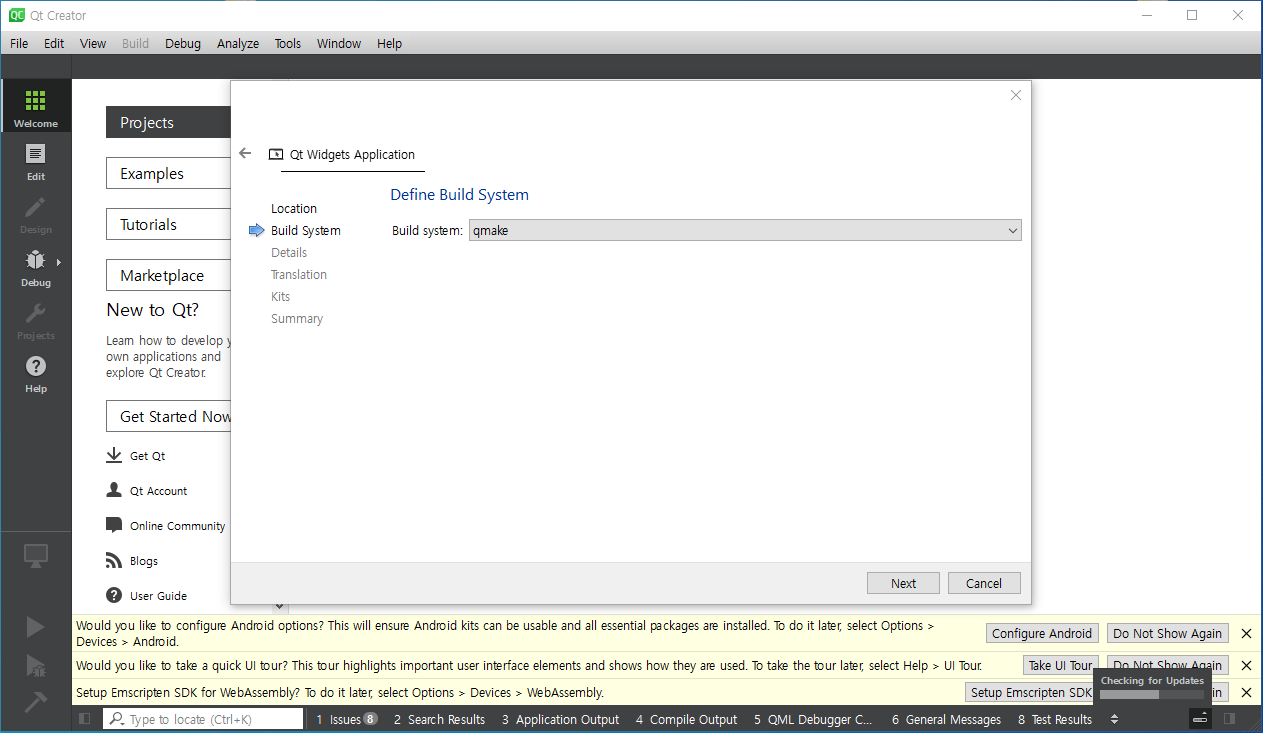 QC Qt Creator
File Edit View Build Debug Analyze Tools Window Help
Welcome
Edit
Design
Debug
Projects
Help
Projects
Examples
Tutorials
Marketplace
New to Qt?
Learn how to develop
own applications and
explore Qt Creator.
Get Started Now
Get Qt
Qt Account
Online Community
Blogs
User Guide
Qt Widgets Application
Location
Build System
Details
Translation
Kits
Summary
Define Build System
Build system: qmake
Next Cancel
Would you like to configure Android options? This will ensure Android kits can be usable and all essential packages are installed. To do it later, select Options >
Devices > Android.
Configure Android Do Not Show Again
Would you like to take a quick UI tour? This tour highlights important user interface elements and shows how they are used. To take the tour later, select Help > UI Tour.
Take UI Tour Do Not Show Again
Setup Emscripten SDK for WebAssembly? To do it later, select Options > Devices > WebAssembly.
Setup Emscripten SDK
Checking for Updates
Type to locate (Ctrl+K) 1 Issues 8 2 Search Results 3 Application Output 4 Compile Output 5 QML Debugger C... 6 General Messages 8 Test Results